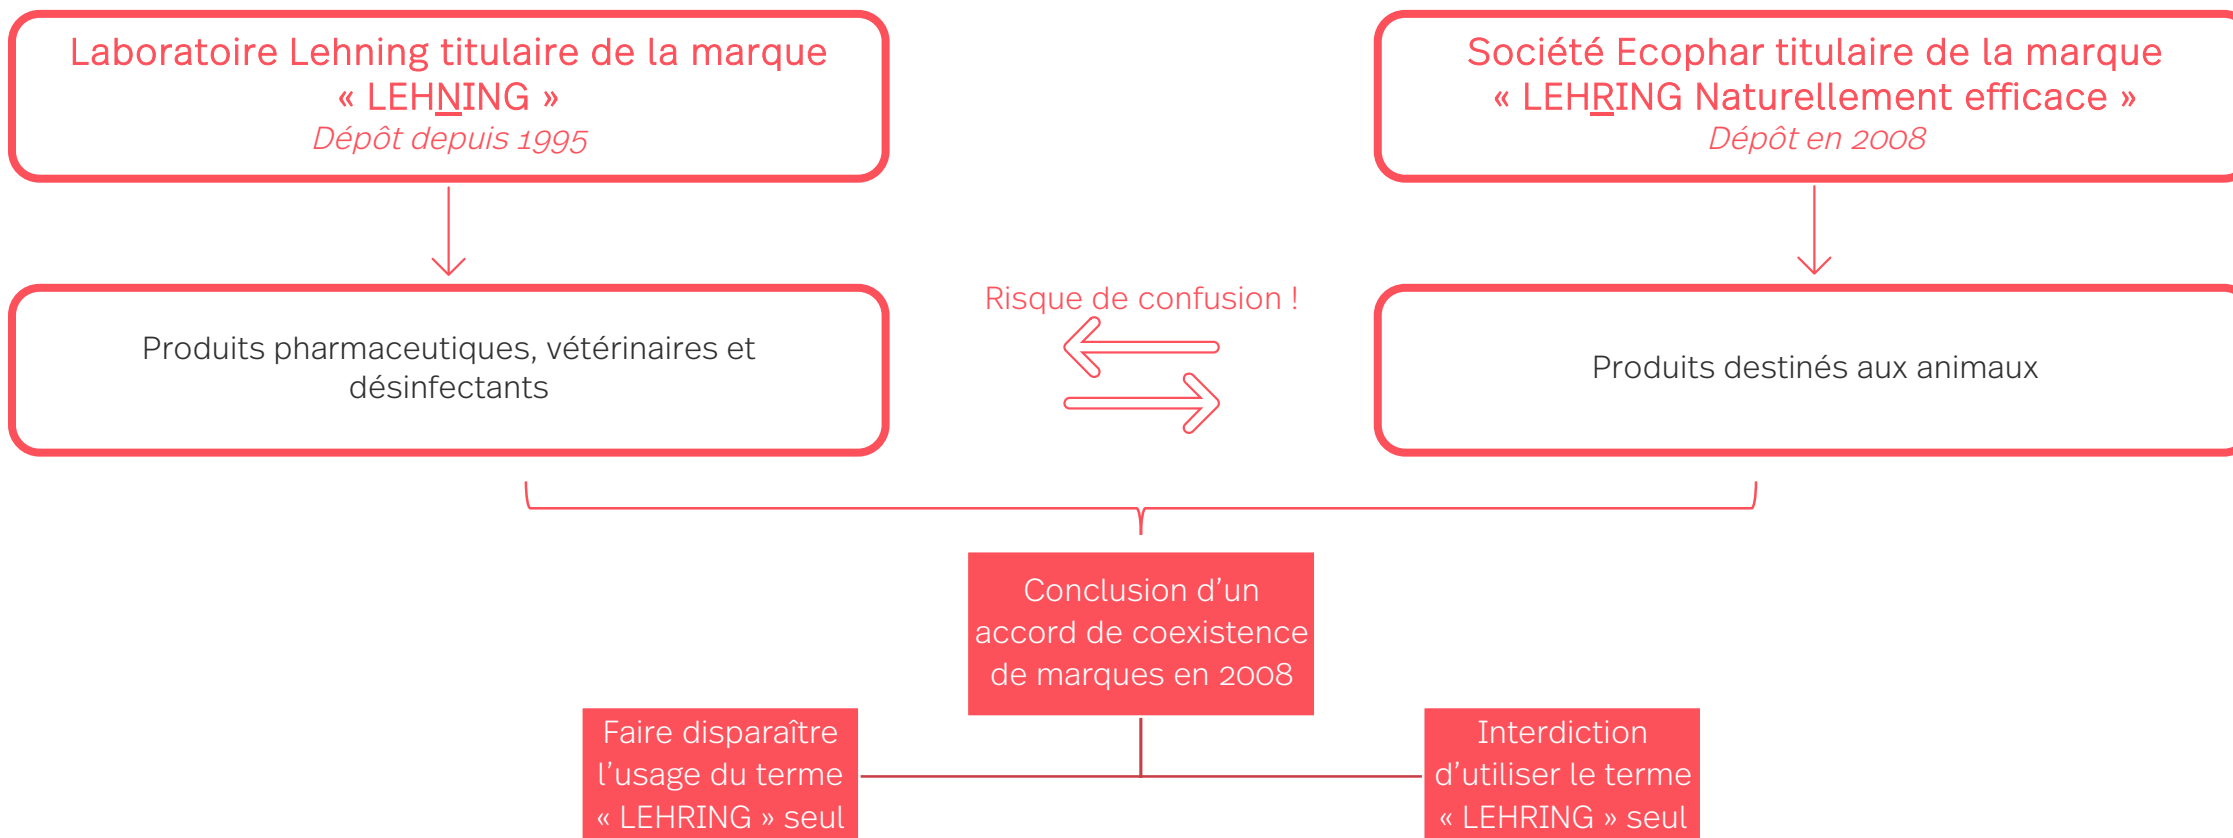 Laboratoire Lehning titulaire de la marque
« LEHNING »
Dépôt depuis 1995
Société Ecophar titulaire de la marque
« LEHRING Naturellement efficace »
Dépôt en 2008
Produits pharmaceutiques, vétérinaires et
désinfectants
Risque de confusion !
Produits destinés aux animaux
Conclusion d’un
accord de coexistence
de marques en 2008
Faire disparaître
l’usage du terme
« LEHRING » seul
Interdiction
d’utiliser le terme
« LEHRING » seul